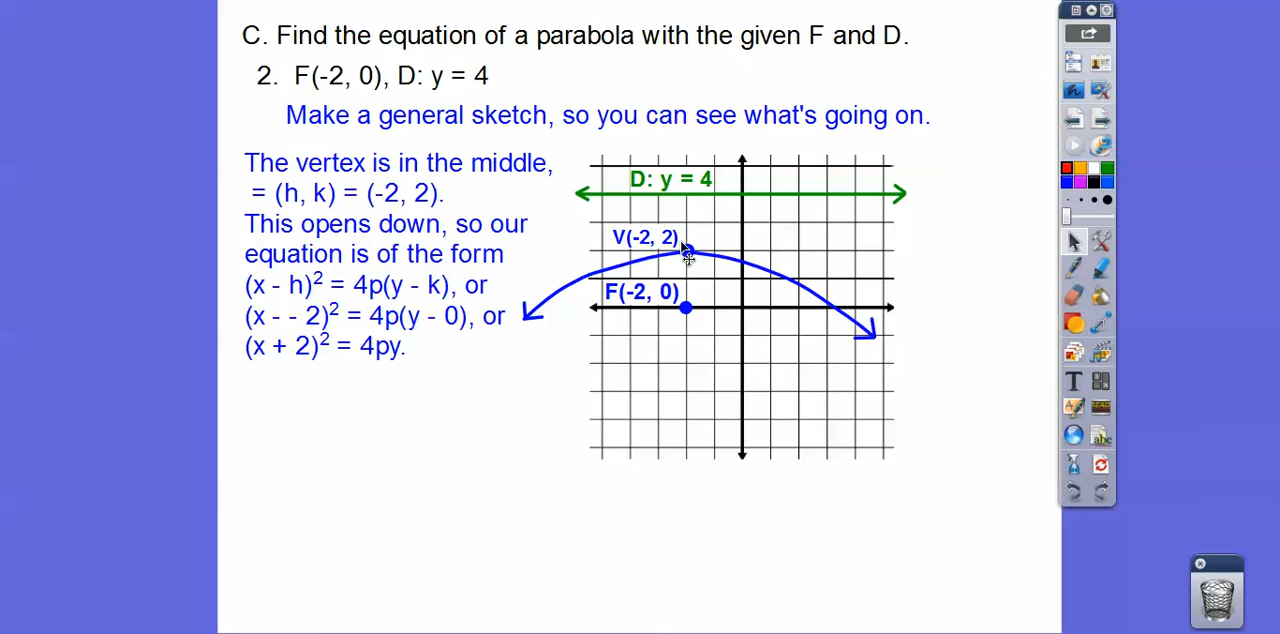 C. Find the equation of a parabola with the given F and D.
2. F(-2, 0), D: y = 4
Make a general sketch, so you can see what's going on.
The vertex is in the middle,
= (h, k) = (-2, 2).
This opens down, so our
equation is of the form
(x - h)² = 4p(y - k), or
(x - - 2)² = 4p(y - 0), or
(x + 2)² = 4py.
D: y = 4
V(-2, 2)
F(-2, 0)